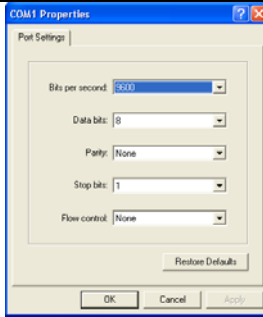 COM1 Properties
Port Settings
Bits per second: 9600
Data bits: 8
Parity: None
Stop bits: 1
Flow control: None
Restore Defaults
OK Cancel Apply